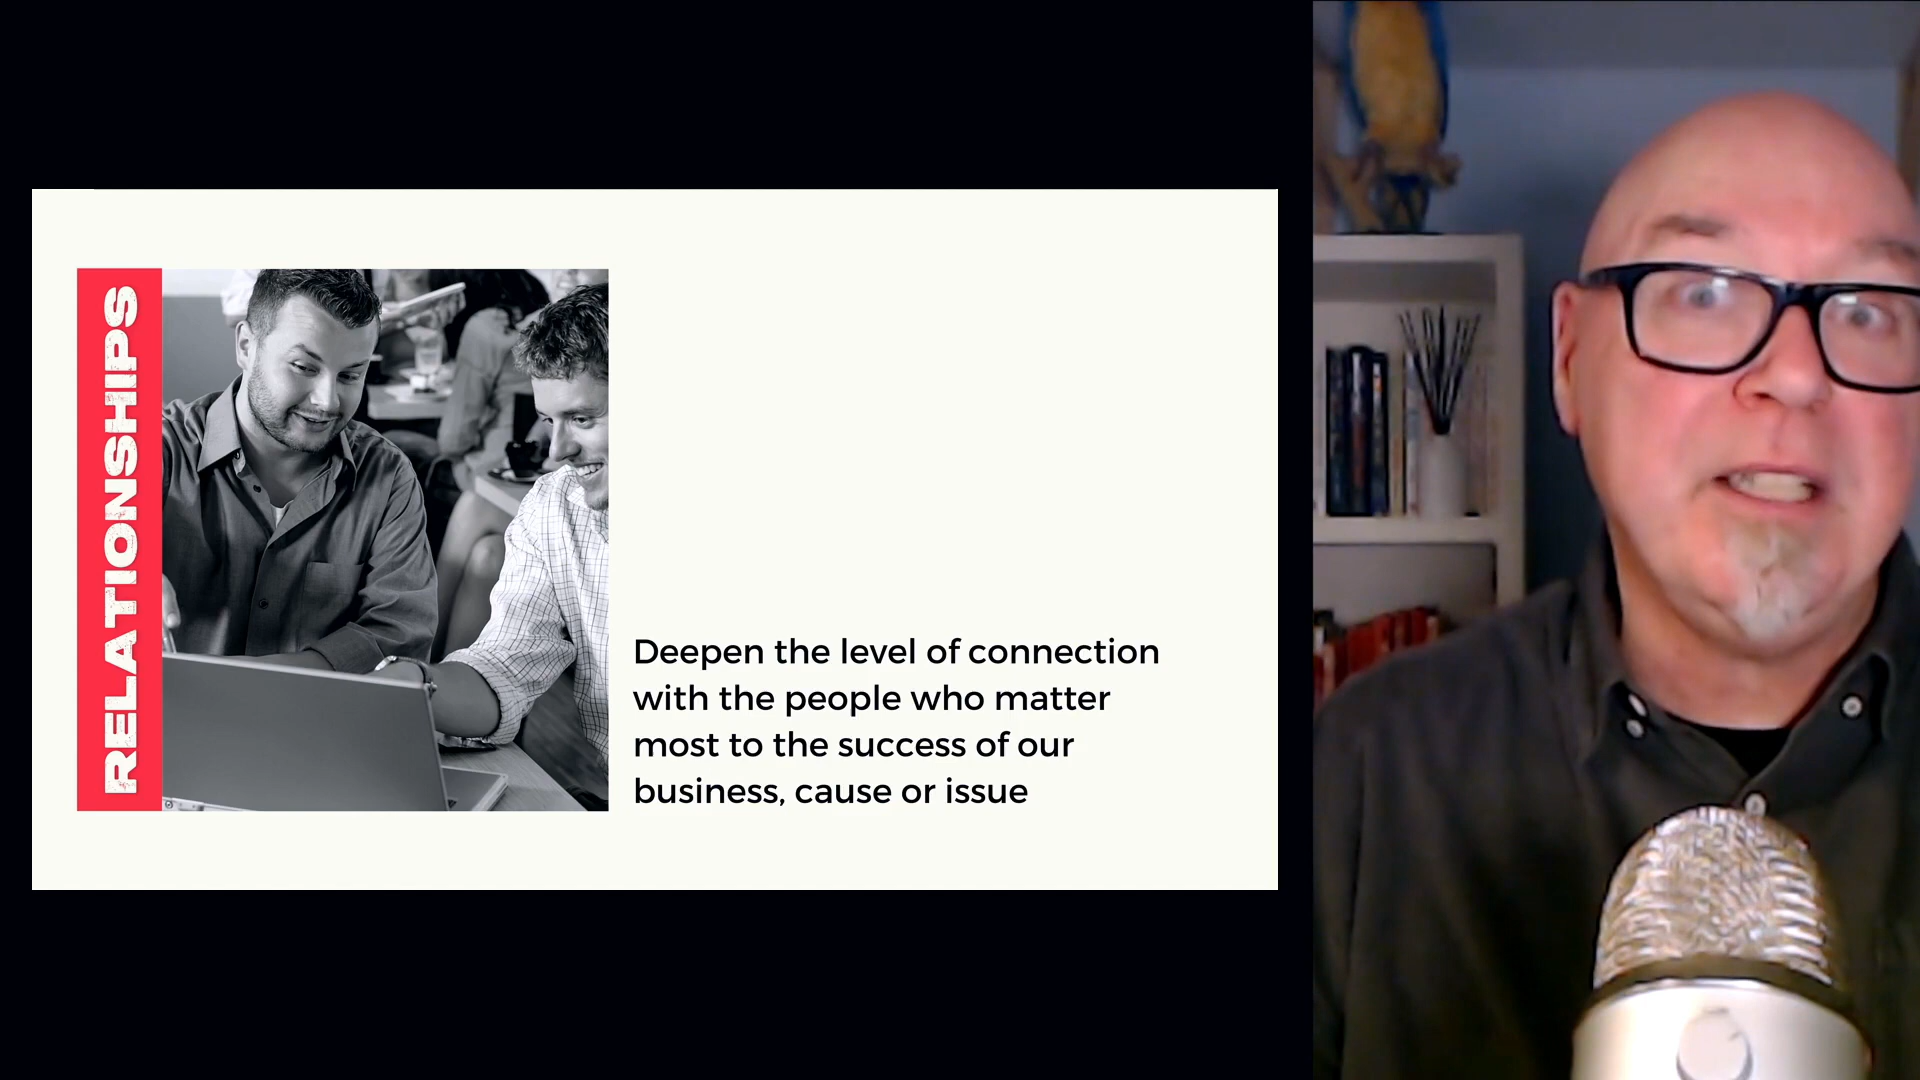 RELATIONSHIPS
Deepen the level of connection
with the people who matter
most to the success of our
business, cause or issue